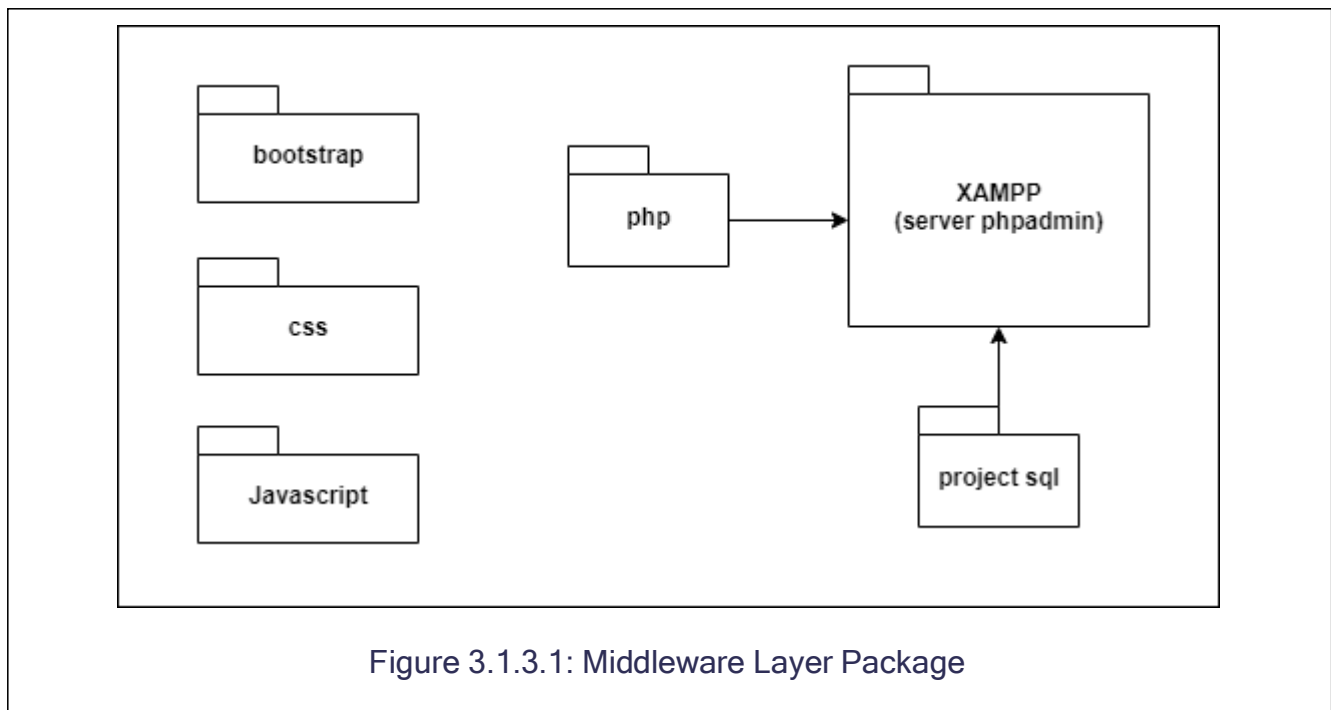 bootstrap
css
Javascript
php
XAMPP
(server phpadmin)
project sql
Figure 3.1.3.1: Middleware Layer Package